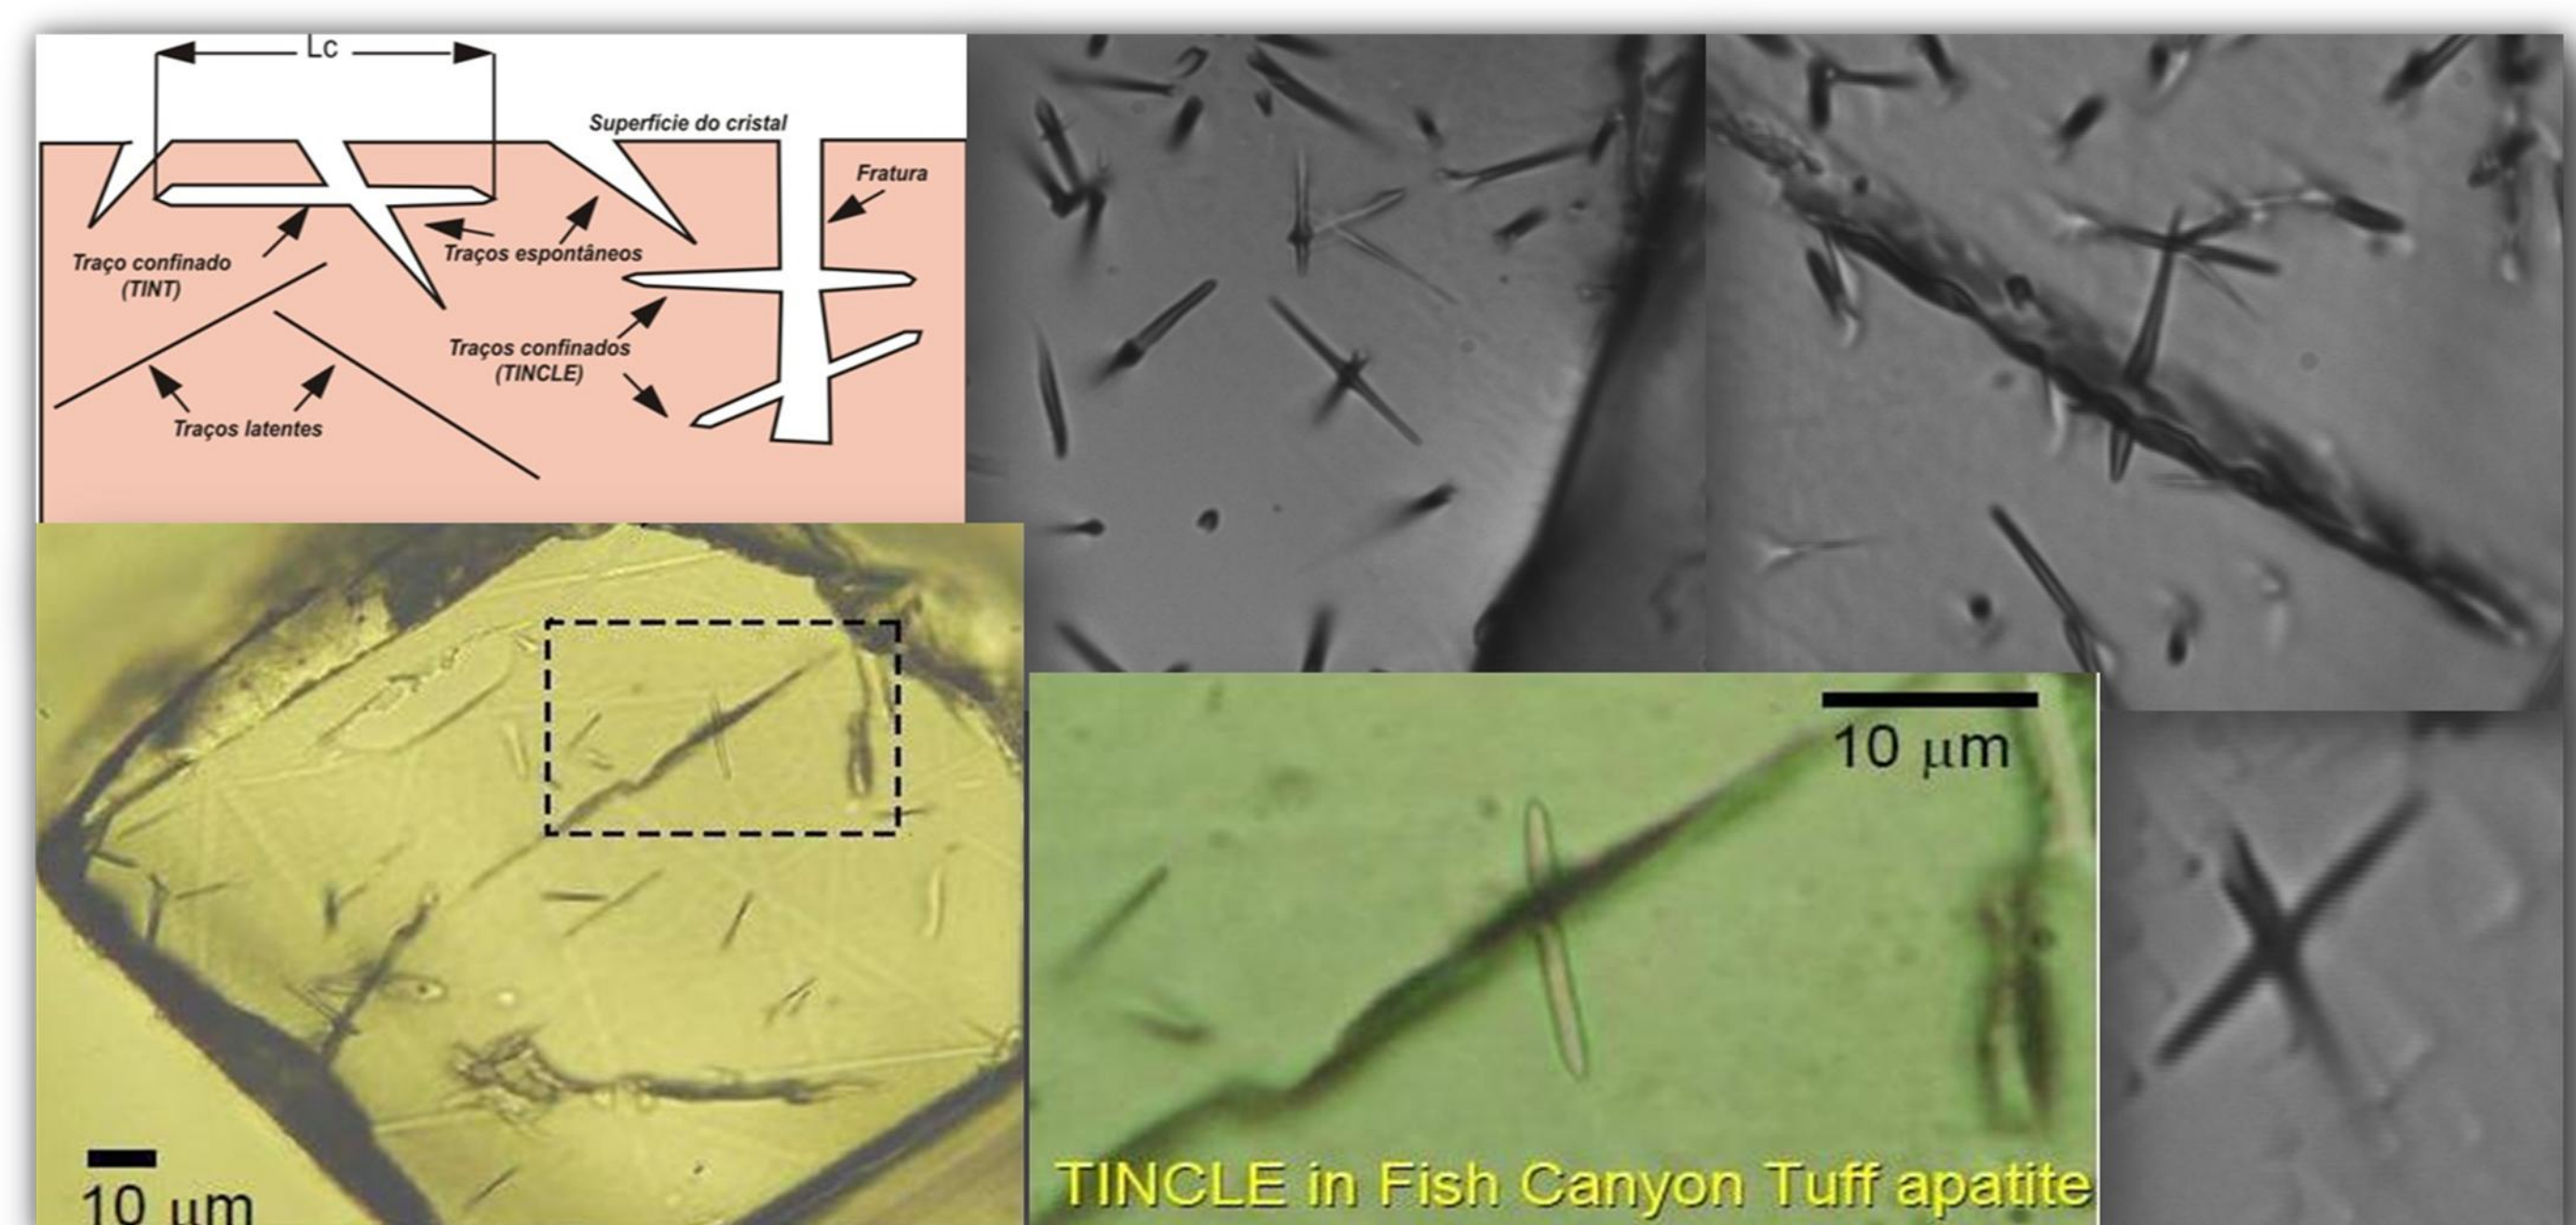 Lc
Superfície do cristal
Fratura
Traço confinado
(TINT)
Traços espontâneos
Traços confinados
(TINCLE)
Traços latentes
10 μm
10 μm
TINCLE in Fish Canyon Tuff apatite